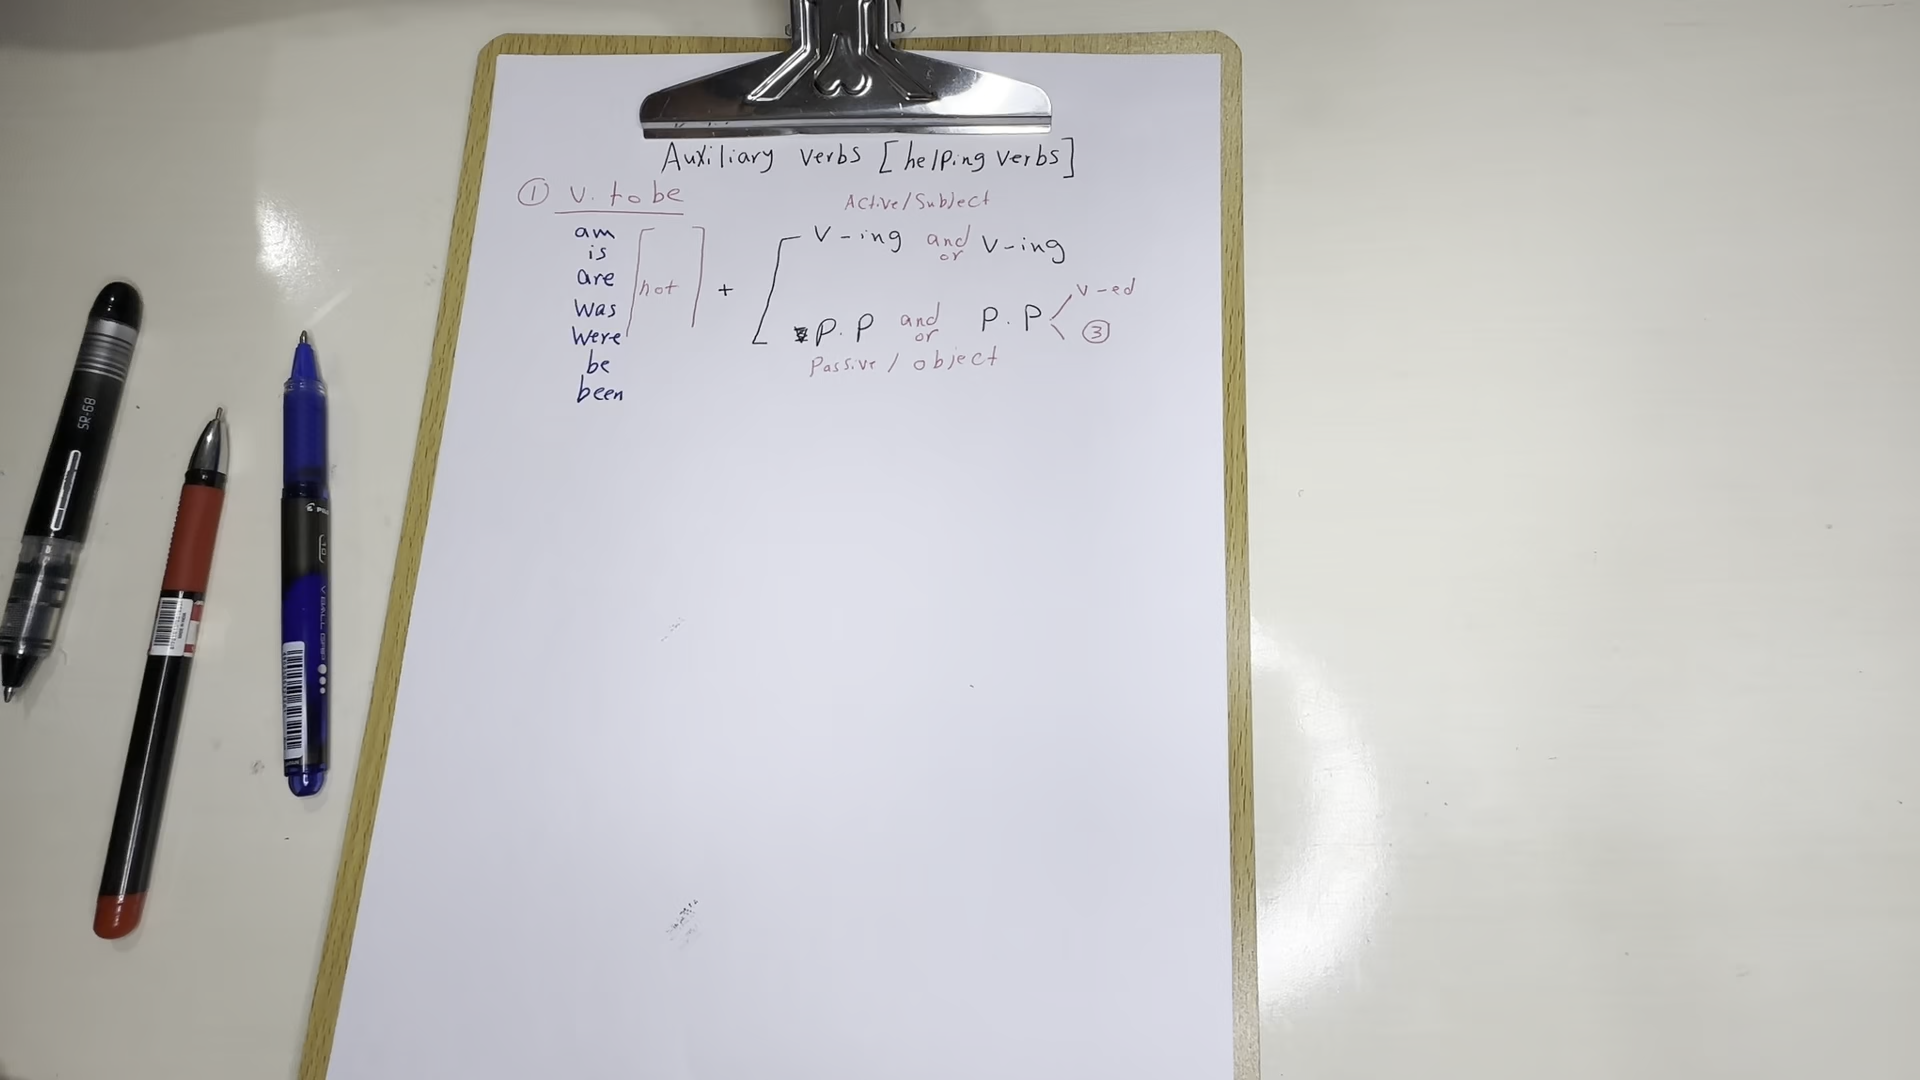 Auxiliary verbs [helping verbs]
① v. to be
Active/Subject
am
is
are
was
were
be
been
not
+
V-ing and or V-ing
P.P and or P.P
V-ed
③
Passive / object
SR-68
PILOT
V BALL GRIP